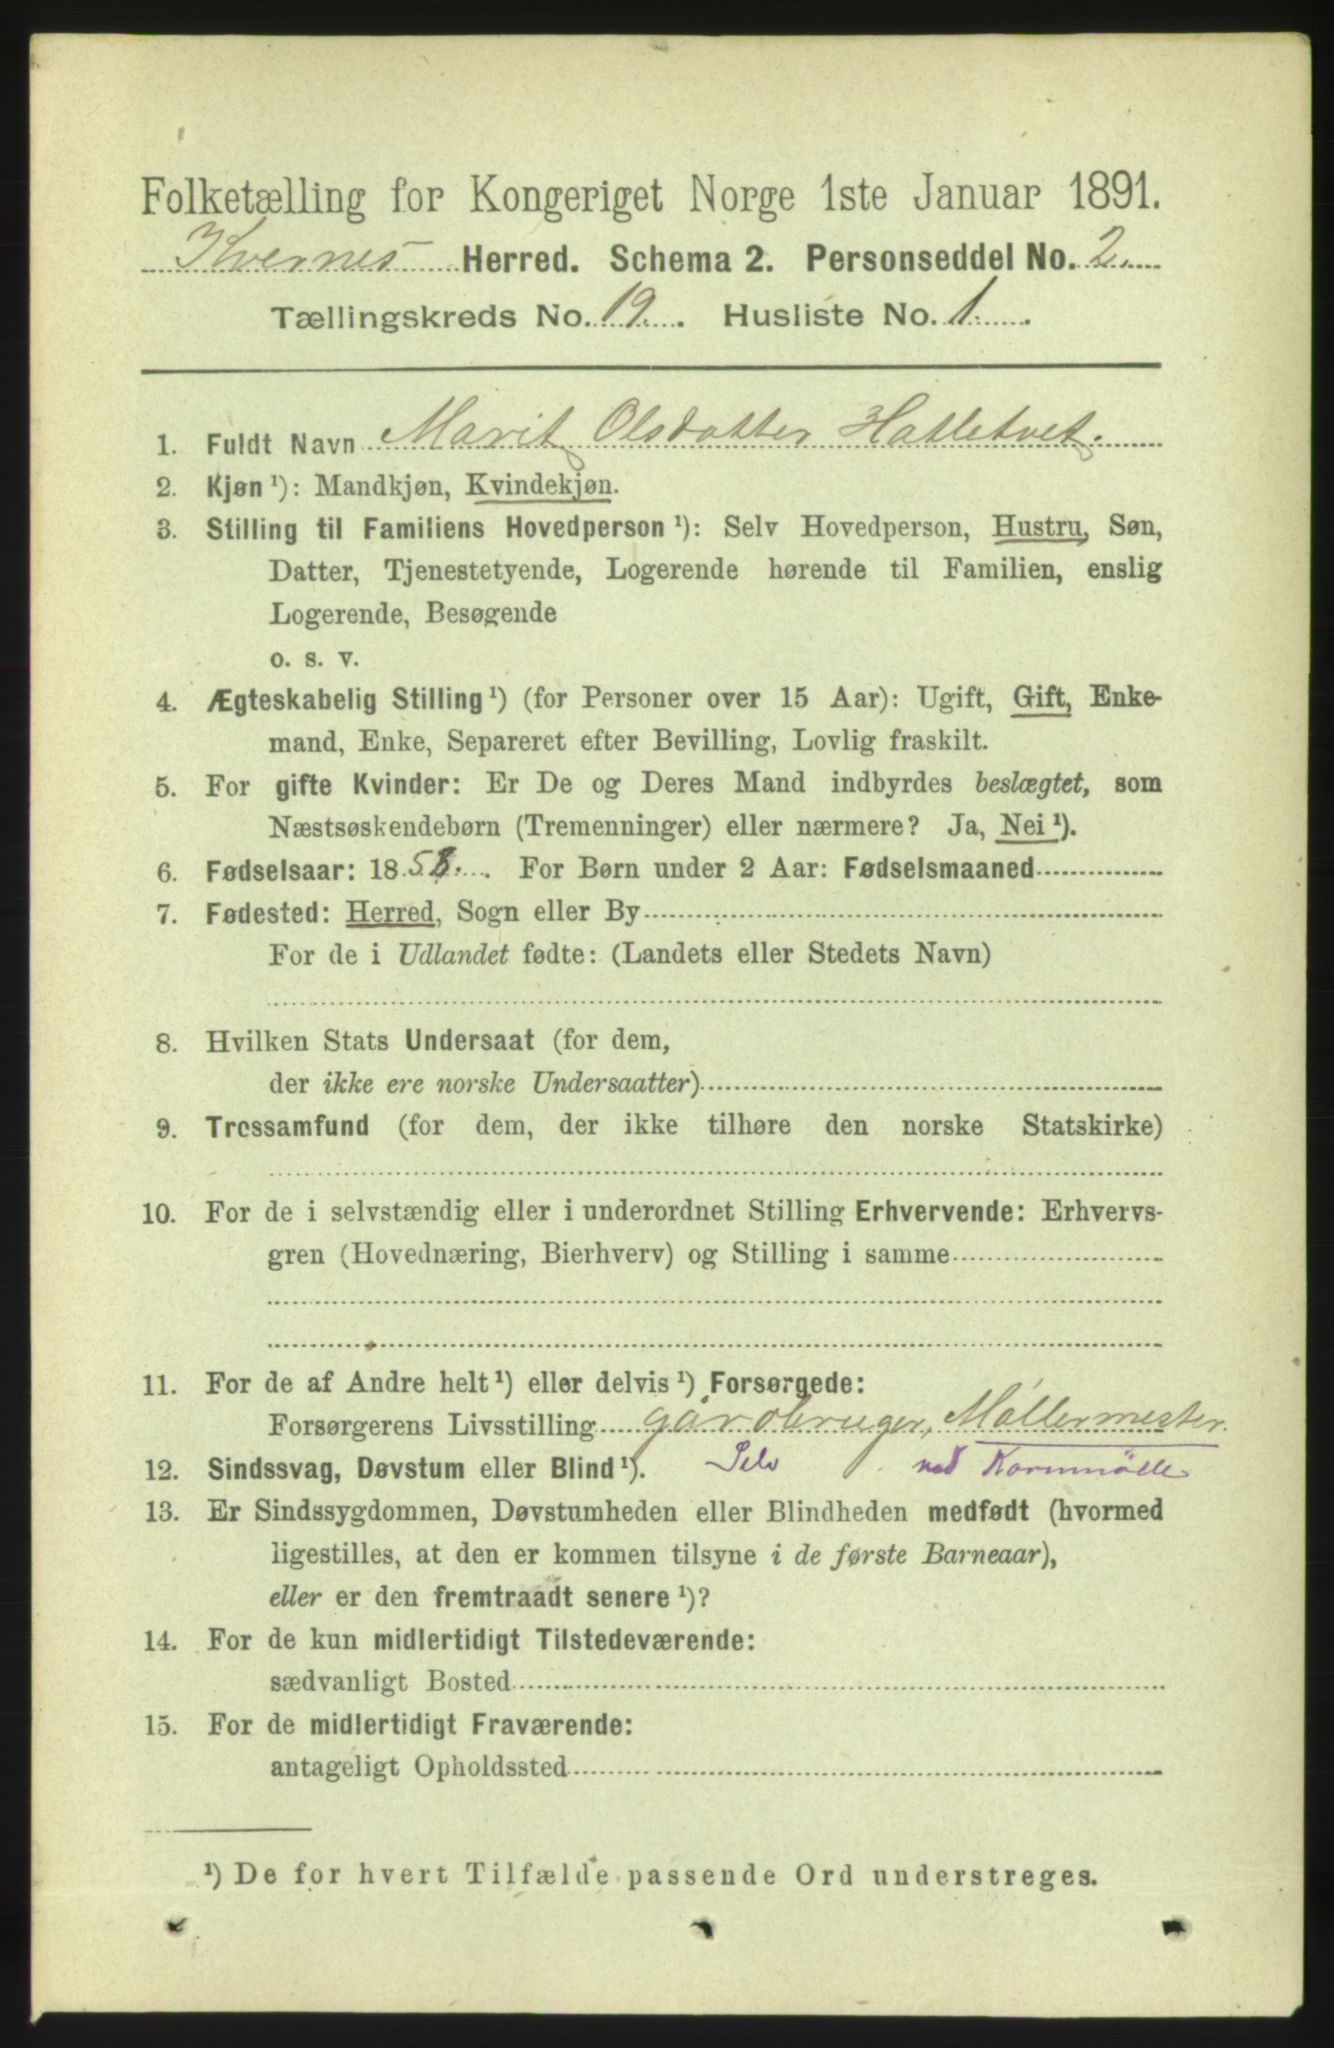 Folketælling for Kongeriget Norge 1ste Januar 1891.
Kvernes Herred. Schema 2. Personseddel No. 2.
Tællingskreds No. 19. Husliste No. 1.
1. Fuldt Navn Marit Olsdatter Hatletvet.
2. Kjøn ¹): Mandkjøn, Kvindekjøn.
3. Stilling til Familiens Hovedperson ¹): Selv Hovedperson, Hustru, Søn,
Datter, Tjenestetyende, Logerende hørende til Familien, enslig
Logerende, Besøgende
o. s. v.
4. Ægteskabelig Stilling ¹) (for Personer over 15 Aar): Ugift, Gift, Enke-
mand, Enke, Separeret efter Bevilling, Lovlig fraskilt.
5. For gifte Kvinder: Er De og Deres Mand indbyrdes beslægtet, som
Næstsøskendebørn (Tremenninger) eller nærmere? Ja, Nei ¹).
6. Fødselsaar: 1858. For Børn under 2 Aar: Fødselsmaaned
7. Fødested: Herred, Sogn eller By
For de i Udlandet fødte: (Landets eller Stedets Navn)
8. Hvilken Stats Undersaat (for dem,
der ikke ere norske Undersaatter)
9. Trossamfund (for dem, der ikke tilhøre den norske Statskirke)
10. For de i selvstændig eller i underordnet Stilling Erhvervende: Erhvervs-
gren (Hovednæring, Bierhverv) og Stilling i samme
11. For de af Andre helt ¹) eller delvis ¹) Forsørgede:
Forsørgerens Livsstilling gårdbruger, Møllermester.
12. Sindssvag, Døvstum eller Blind ¹). Selv ved Kornmølle
13. Er Sindssygdommen, Døvstumheden eller Blindheden medfødt (hvormed
ligestilles, at den er kommen tilsyne i de første Barneaar),
eller er den fremtraadt senere ¹)?
14. For de kun midlertidigt Tilstedeværende:
sædvanligt Bosted
15. For de midlertidigt Fraværende:
antageligt Opholdssted
¹) De for hvert Tilfælde passende Ord understreges.